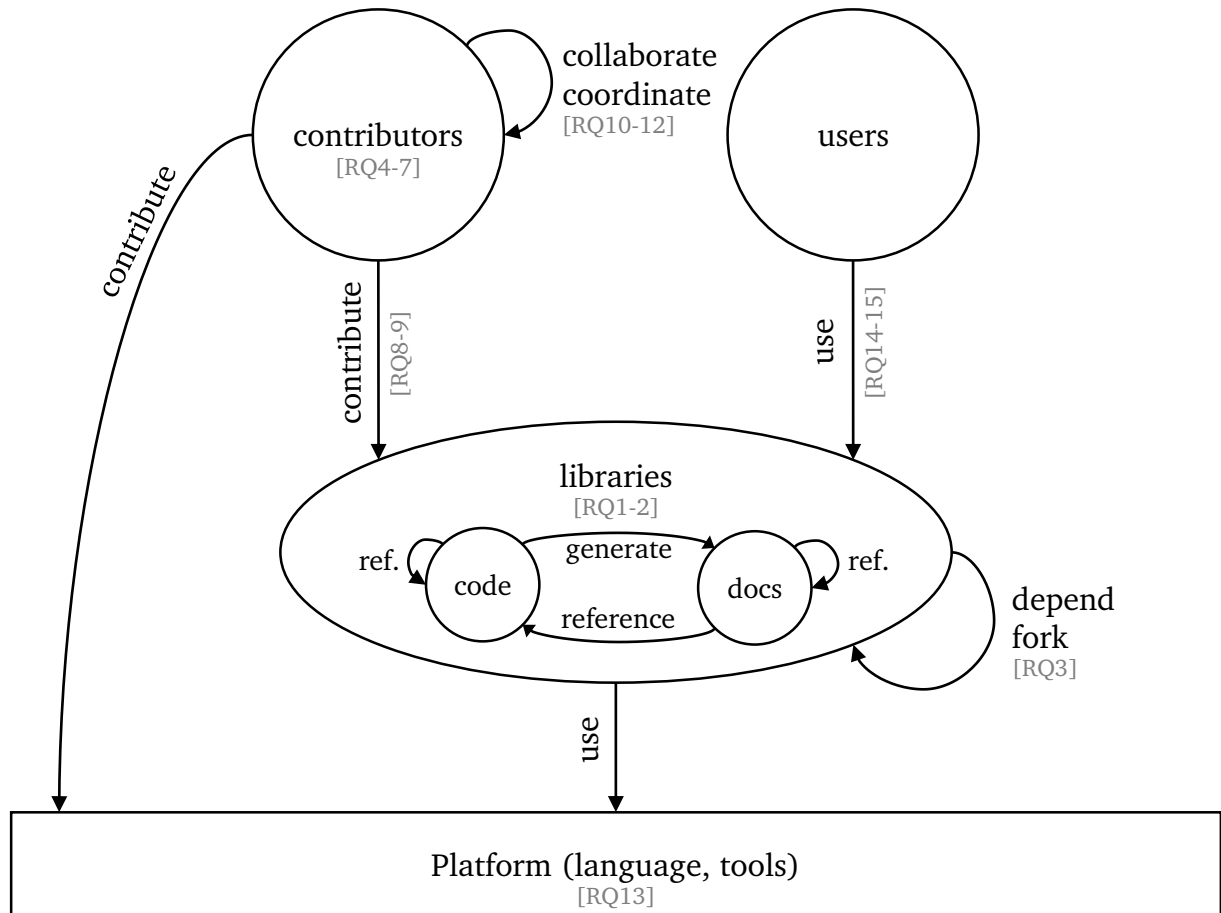 collaborate
coordinate
[RQ10-12]
contributors
[RQ4-7]
users
contribute
contribute
[RQ8-9]
use
[RQ14-15]
libraries
[RQ1-2]
ref.
generate
ref.
code
docs
reference
depend
fork
[RQ3]
use
Platform (language, tools)
[RQ13]